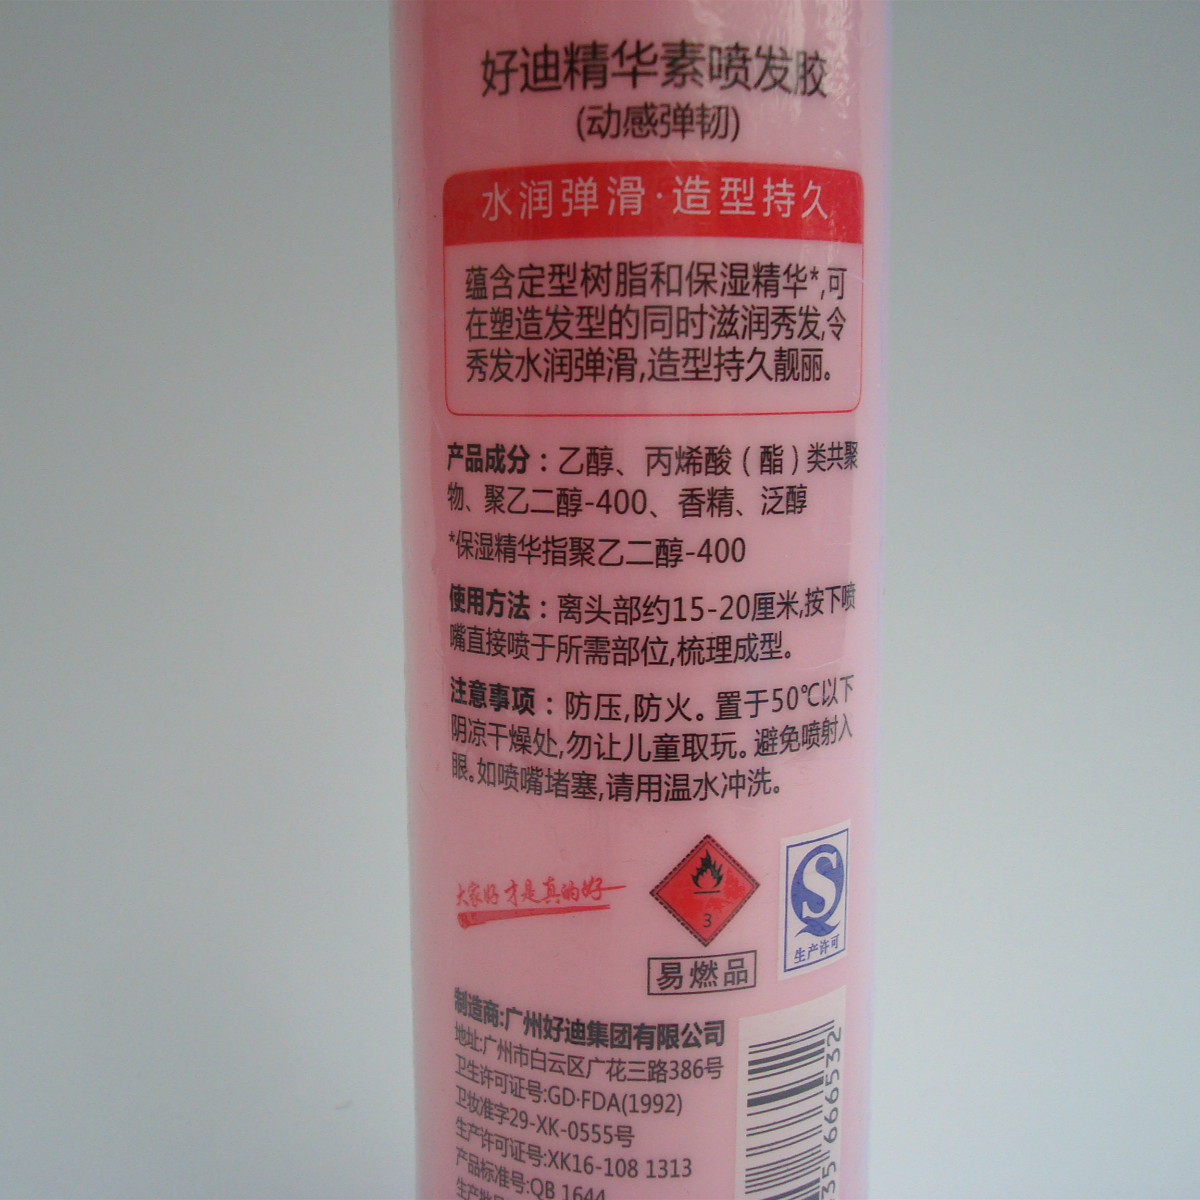 好迪精华素喷发胶
(动感弹韧)
水润弹滑·造型持久
蕴含定型树脂和保湿精华*,可
在塑造发型的同时滋润秀发,令
秀发水润弹滑,造型持久靓丽。
产品成分：乙醇、丙烯酸(酯)类共聚
物、聚乙二醇-400、香精、泛醇
*保湿精华指聚乙二醇-400
使用方法：离头部约15-20厘米,按下喷
嘴直接喷于所需部位,梳理成型。
注意事项：防压,防火。置于50℃以下
阴凉干燥处,勿让儿童取玩。避免喷射入
眼。如喷嘴堵塞,请用温水冲洗。
大家好 才是真的好
3
易燃品
S
生产许可
制造商:广州好迪集团有限公司
地址:广州市白云区广花三路386号
卫生许可证号:GD·FDA(1992)
卫妆准字29-XK-0555号
生产许可证号:XK16-108 1313
产品标准号:QB 1644
35 666532